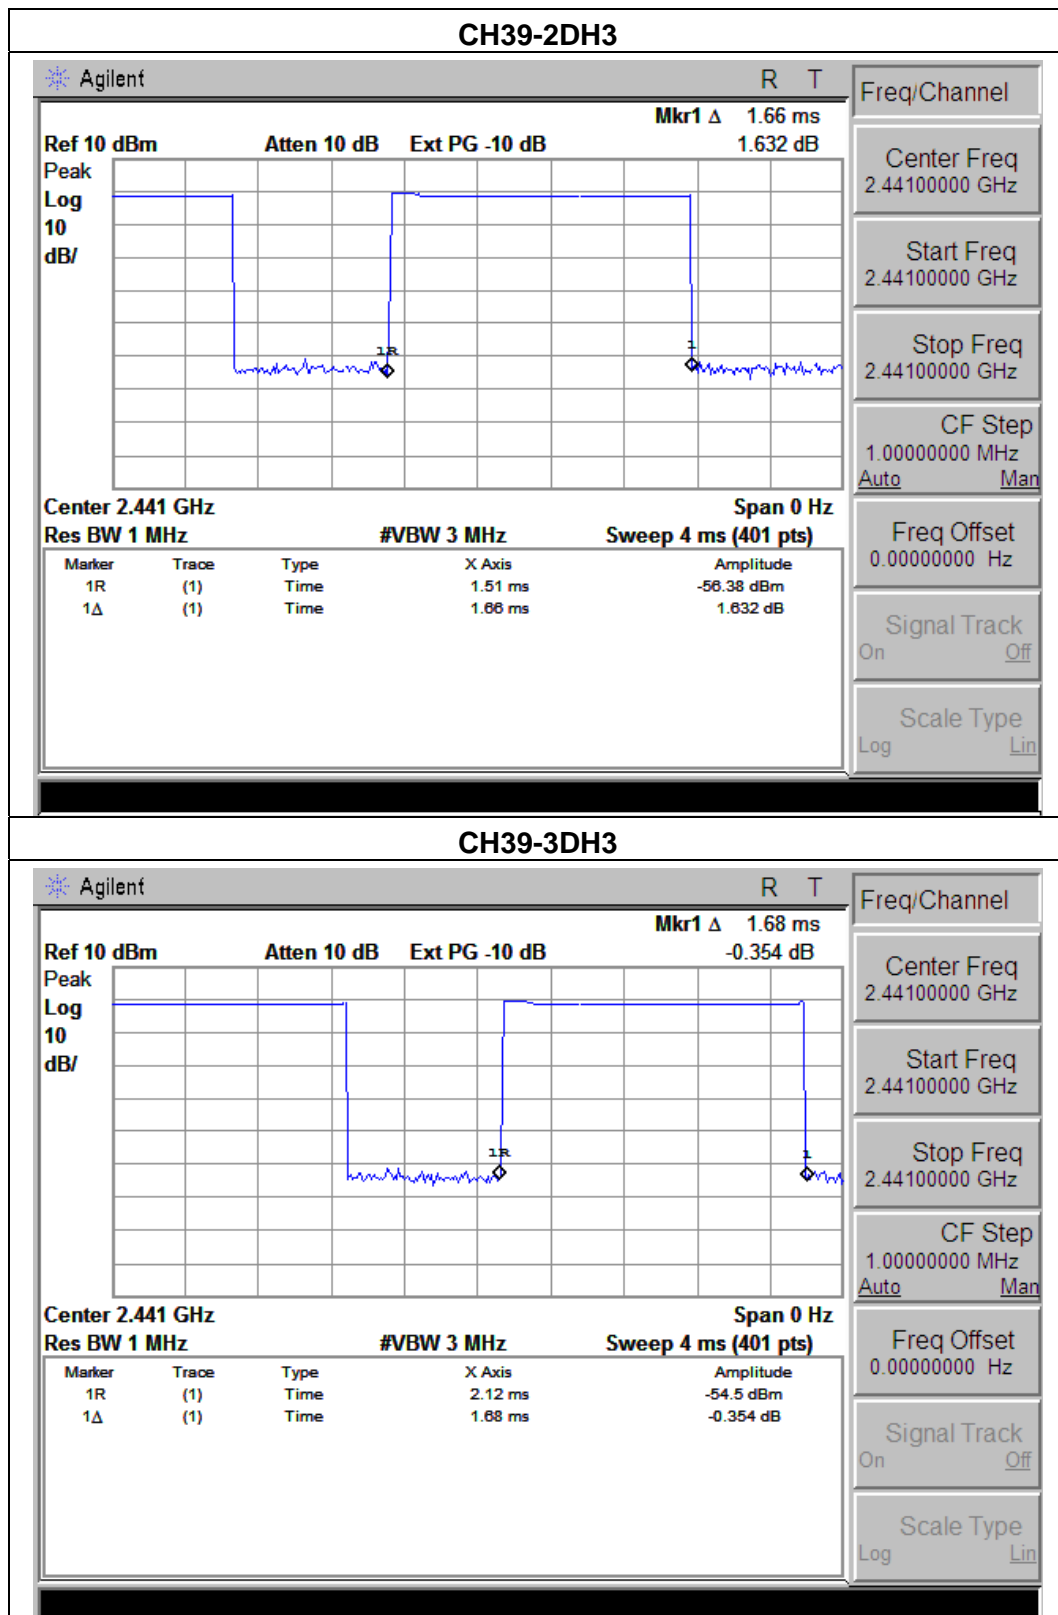 CH39-2DH3
Agilent R T
Freq/Channel
Mkr1 Δ 1.66 ms
Ref 10 dBm Atten 10 dB Ext PG -10 dB 1.632 dB
Peak
Log
10
dB/
1R
1
Center Freq
2.44100000 GHz
Start Freq
2.44100000 GHz
Stop Freq
2.44100000 GHz
CF Step
1.00000000 MHz
Auto Man
Freq Offset
0.00000000 Hz
Signal Track
On Off
Scale Type
Log Lin
Center 2.441 GHz Span 0 Hz
Res BW 1 MHz #VBW 3 MHz Sweep 4 ms (401 pts)
Marker Trace Type X Axis Amplitude
1R (1) Time 1.51 ms -56.38 dBm
1Δ (1) Time 1.66 ms 1.632 dB
CH39-3DH3
Agilent R T
Freq/Channel
Mkr1 Δ 1.68 ms
Ref 10 dBm Atten 10 dB Ext PG -10 dB -0.354 dB
Peak
Log
10
dB/
1R
1
Center Freq
2.44100000 GHz
Start Freq
2.44100000 GHz
Stop Freq
2.44100000 GHz
CF Step
1.00000000 MHz
Auto Man
Freq Offset
0.00000000 Hz
Signal Track
On Off
Scale Type
Log Lin
Center 2.441 GHz Span 0 Hz
Res BW 1 MHz #VBW 3 MHz Sweep 4 ms (401 pts)
Marker Trace Type X Axis Amplitude
1R (1) Time 2.12 ms -54.5 dBm
1Δ (1) Time 1.68 ms -0.354 dB